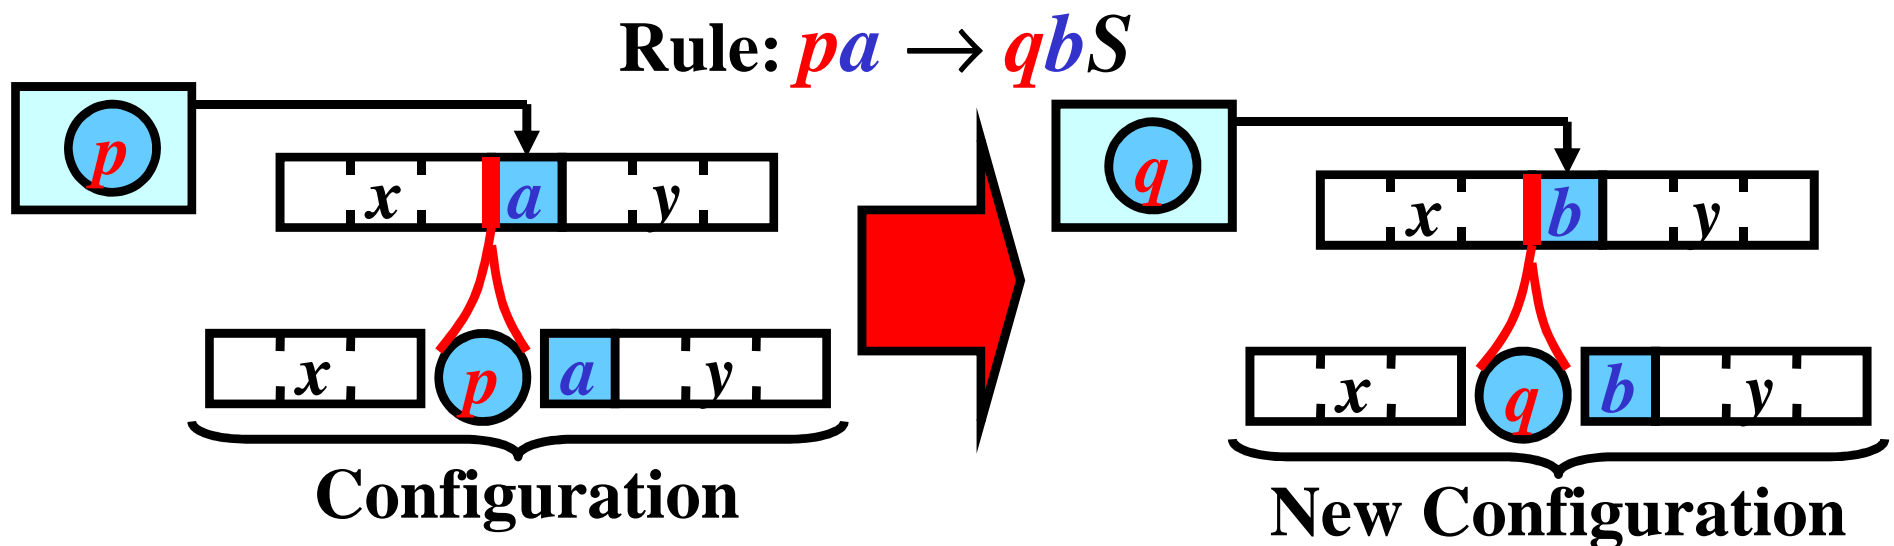 Rule: pa → qbS
p
q
x a y
x b y
x p a y
x q b y
Configuration
New Configuration